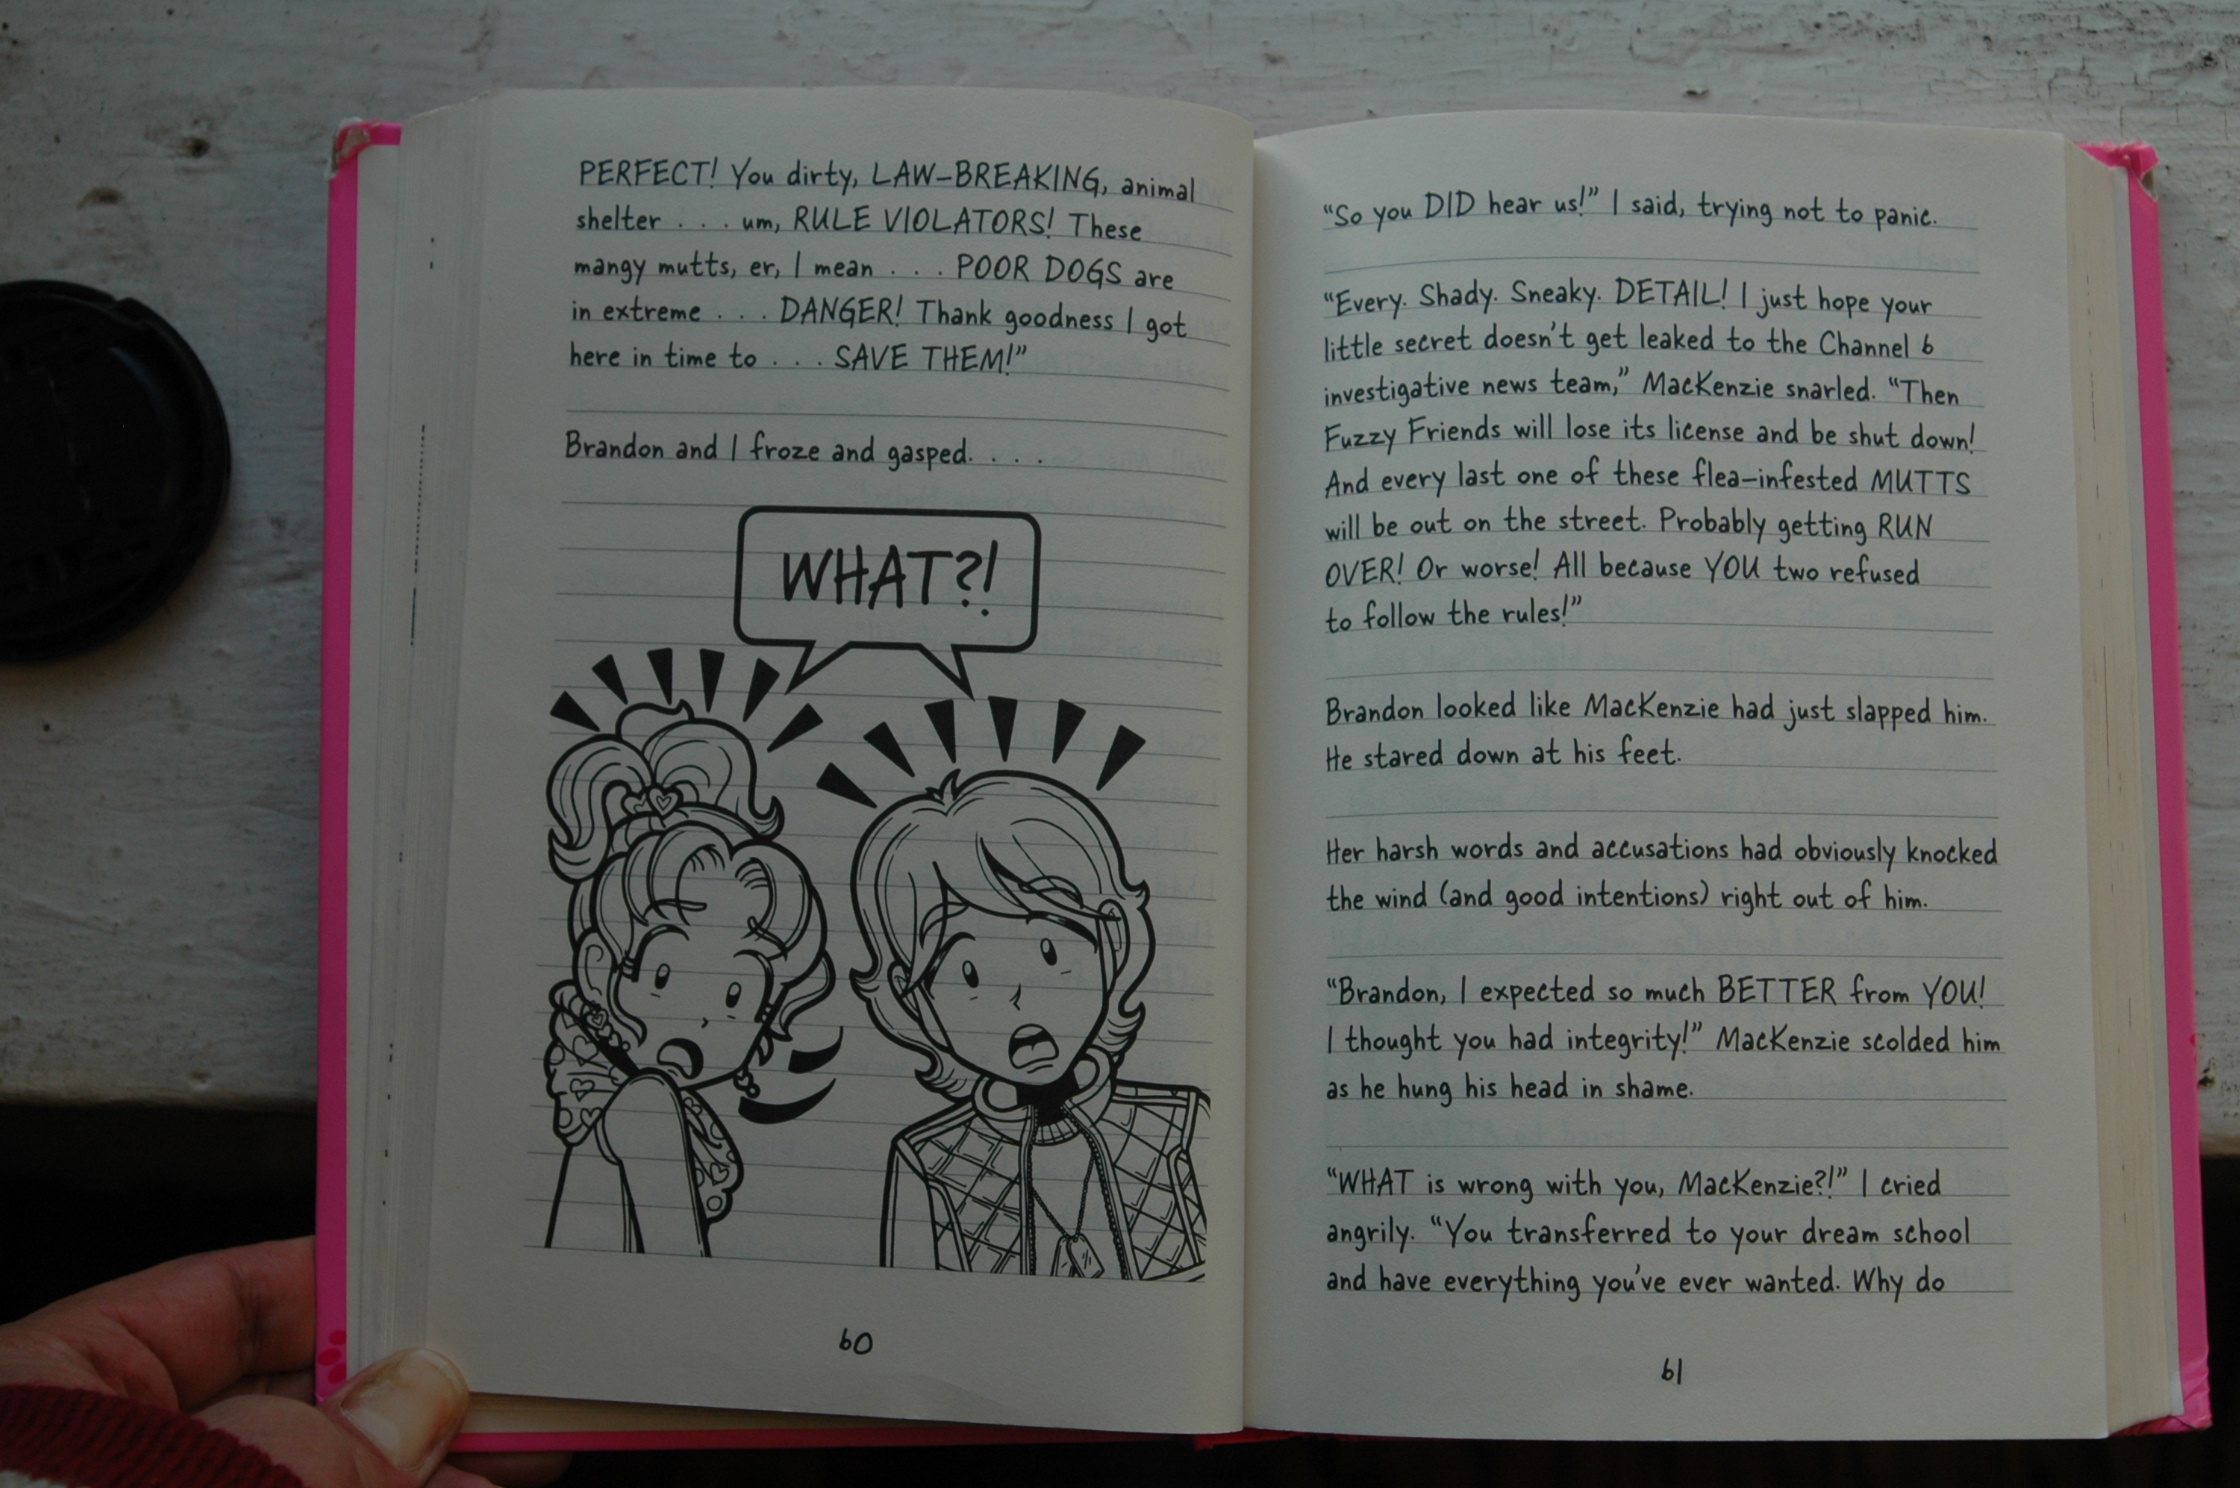 PERFECT! You dirty, LAW-BREAKING, animal
shelter . . . um, RULE VIOLATORS! These
mangy mutts, er, I mean . . . POOR DOGS are
in extreme . . . DANGER! Thank goodness I got
here in time to . . . SAVE THEM!”
Brandon and I froze and gasped. . . .
WHAT?!
60
“So you DID hear us!” I said, trying not to panic.
“Every. Shady. Sneaky. DETAIL! I just hope your
little secret doesn’t get leaked to the Channel 6
investigative news team,” MacKenzie snarled. “Then
Fuzzy Friends will lose its license and be shut down!
And every last one of these flea-infested MUTTS
will be out on the street. Probably getting RUN
OVER! Or worse! All because YOU two refused
to follow the rules!”
Brandon looked like MacKenzie had just slapped him.
He stared down at his feet.
Her harsh words and accusations had obviously knocked
the wind (and good intentions) right out of him.
“Brandon, I expected so much BETTER from YOU!
I thought you had integrity!” MacKenzie scolded him
as he hung his head in shame.
“WHAT is wrong with you, MacKenzie?!” I cried
angrily. “You transferred to your dream school
and have everything you’ve ever wanted. Why do
61